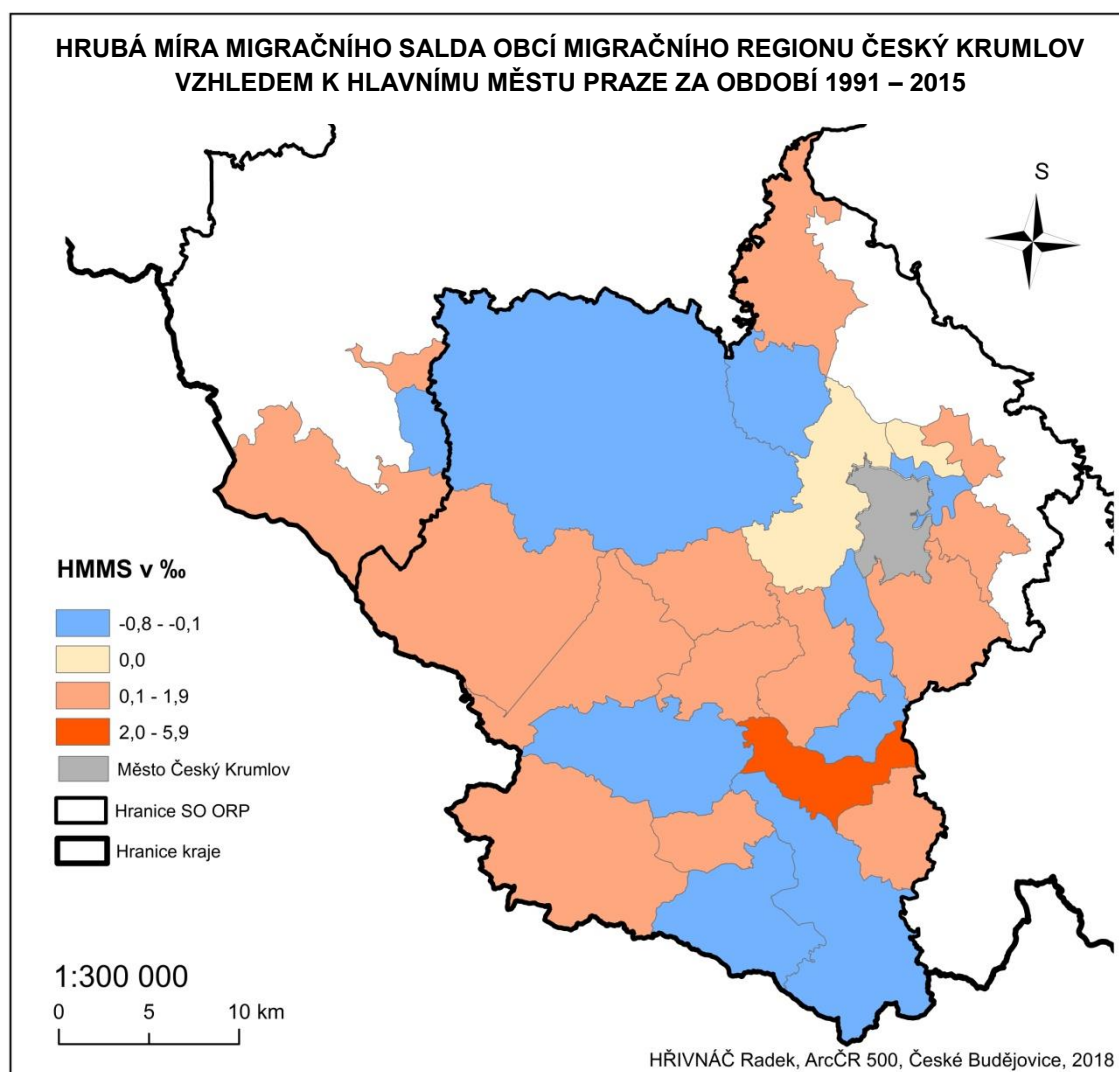 HRUBÁ MÍRA MIGRAČNÍHO SALDA OBCÍ MIGRAČNÍHO REGIONU ČESKÝ KRUMLOV
VZHLEDEM K HLAVNÍMU MĚSTU PRAZE ZA OBDOBÍ 1991 – 2015
S
HMMS v ‰
-0,8 - -0,1
0,0
0,1 - 1,9
2,0 - 5,9
Město Český Krumlov
Hranice SO ORP
Hranice kraje
1:300 000
0 5 10 km
HŘIVNÁČ Radek, ArcČR 500, České Budějovice, 2018